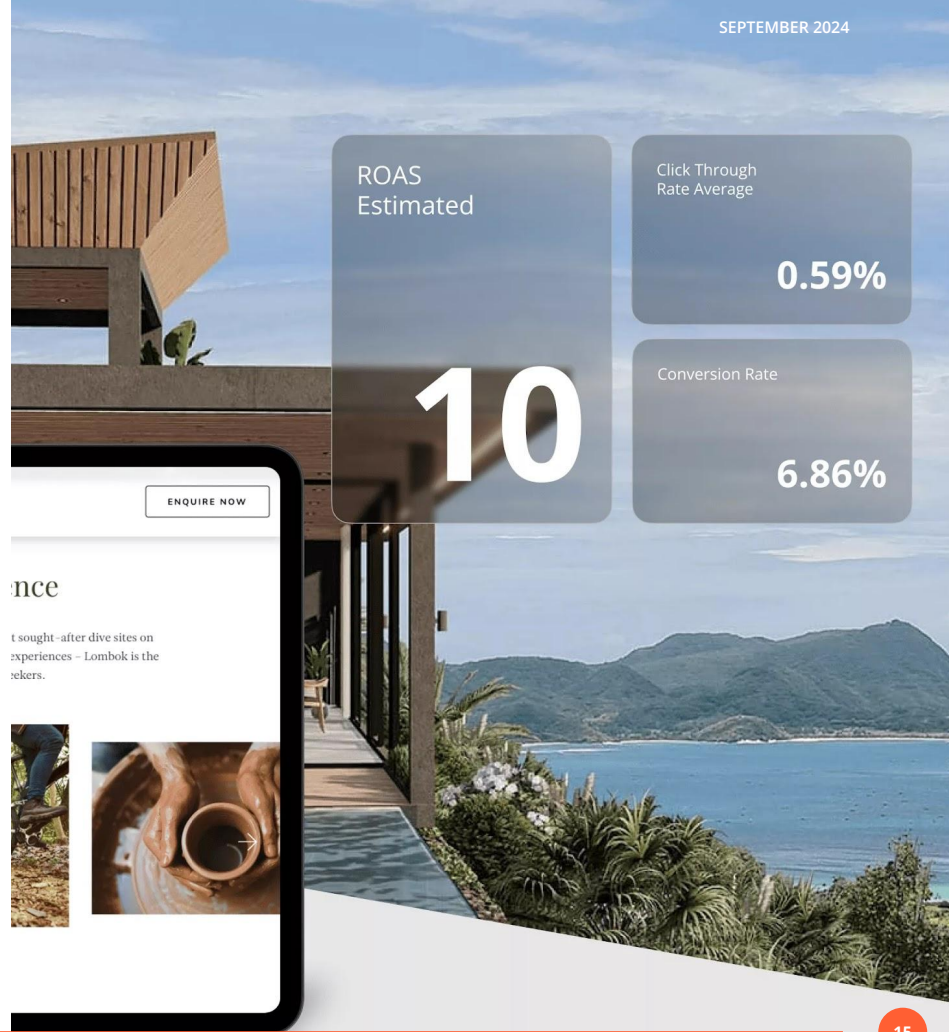 SEPTEMBER 2024
ROAS
Estimated
10
Click Through
Rate Average
0.59%
Conversion Rate
6.86%
ENQUIRE NOW
sought-after dive sites on
experiences – Lombok is the
15